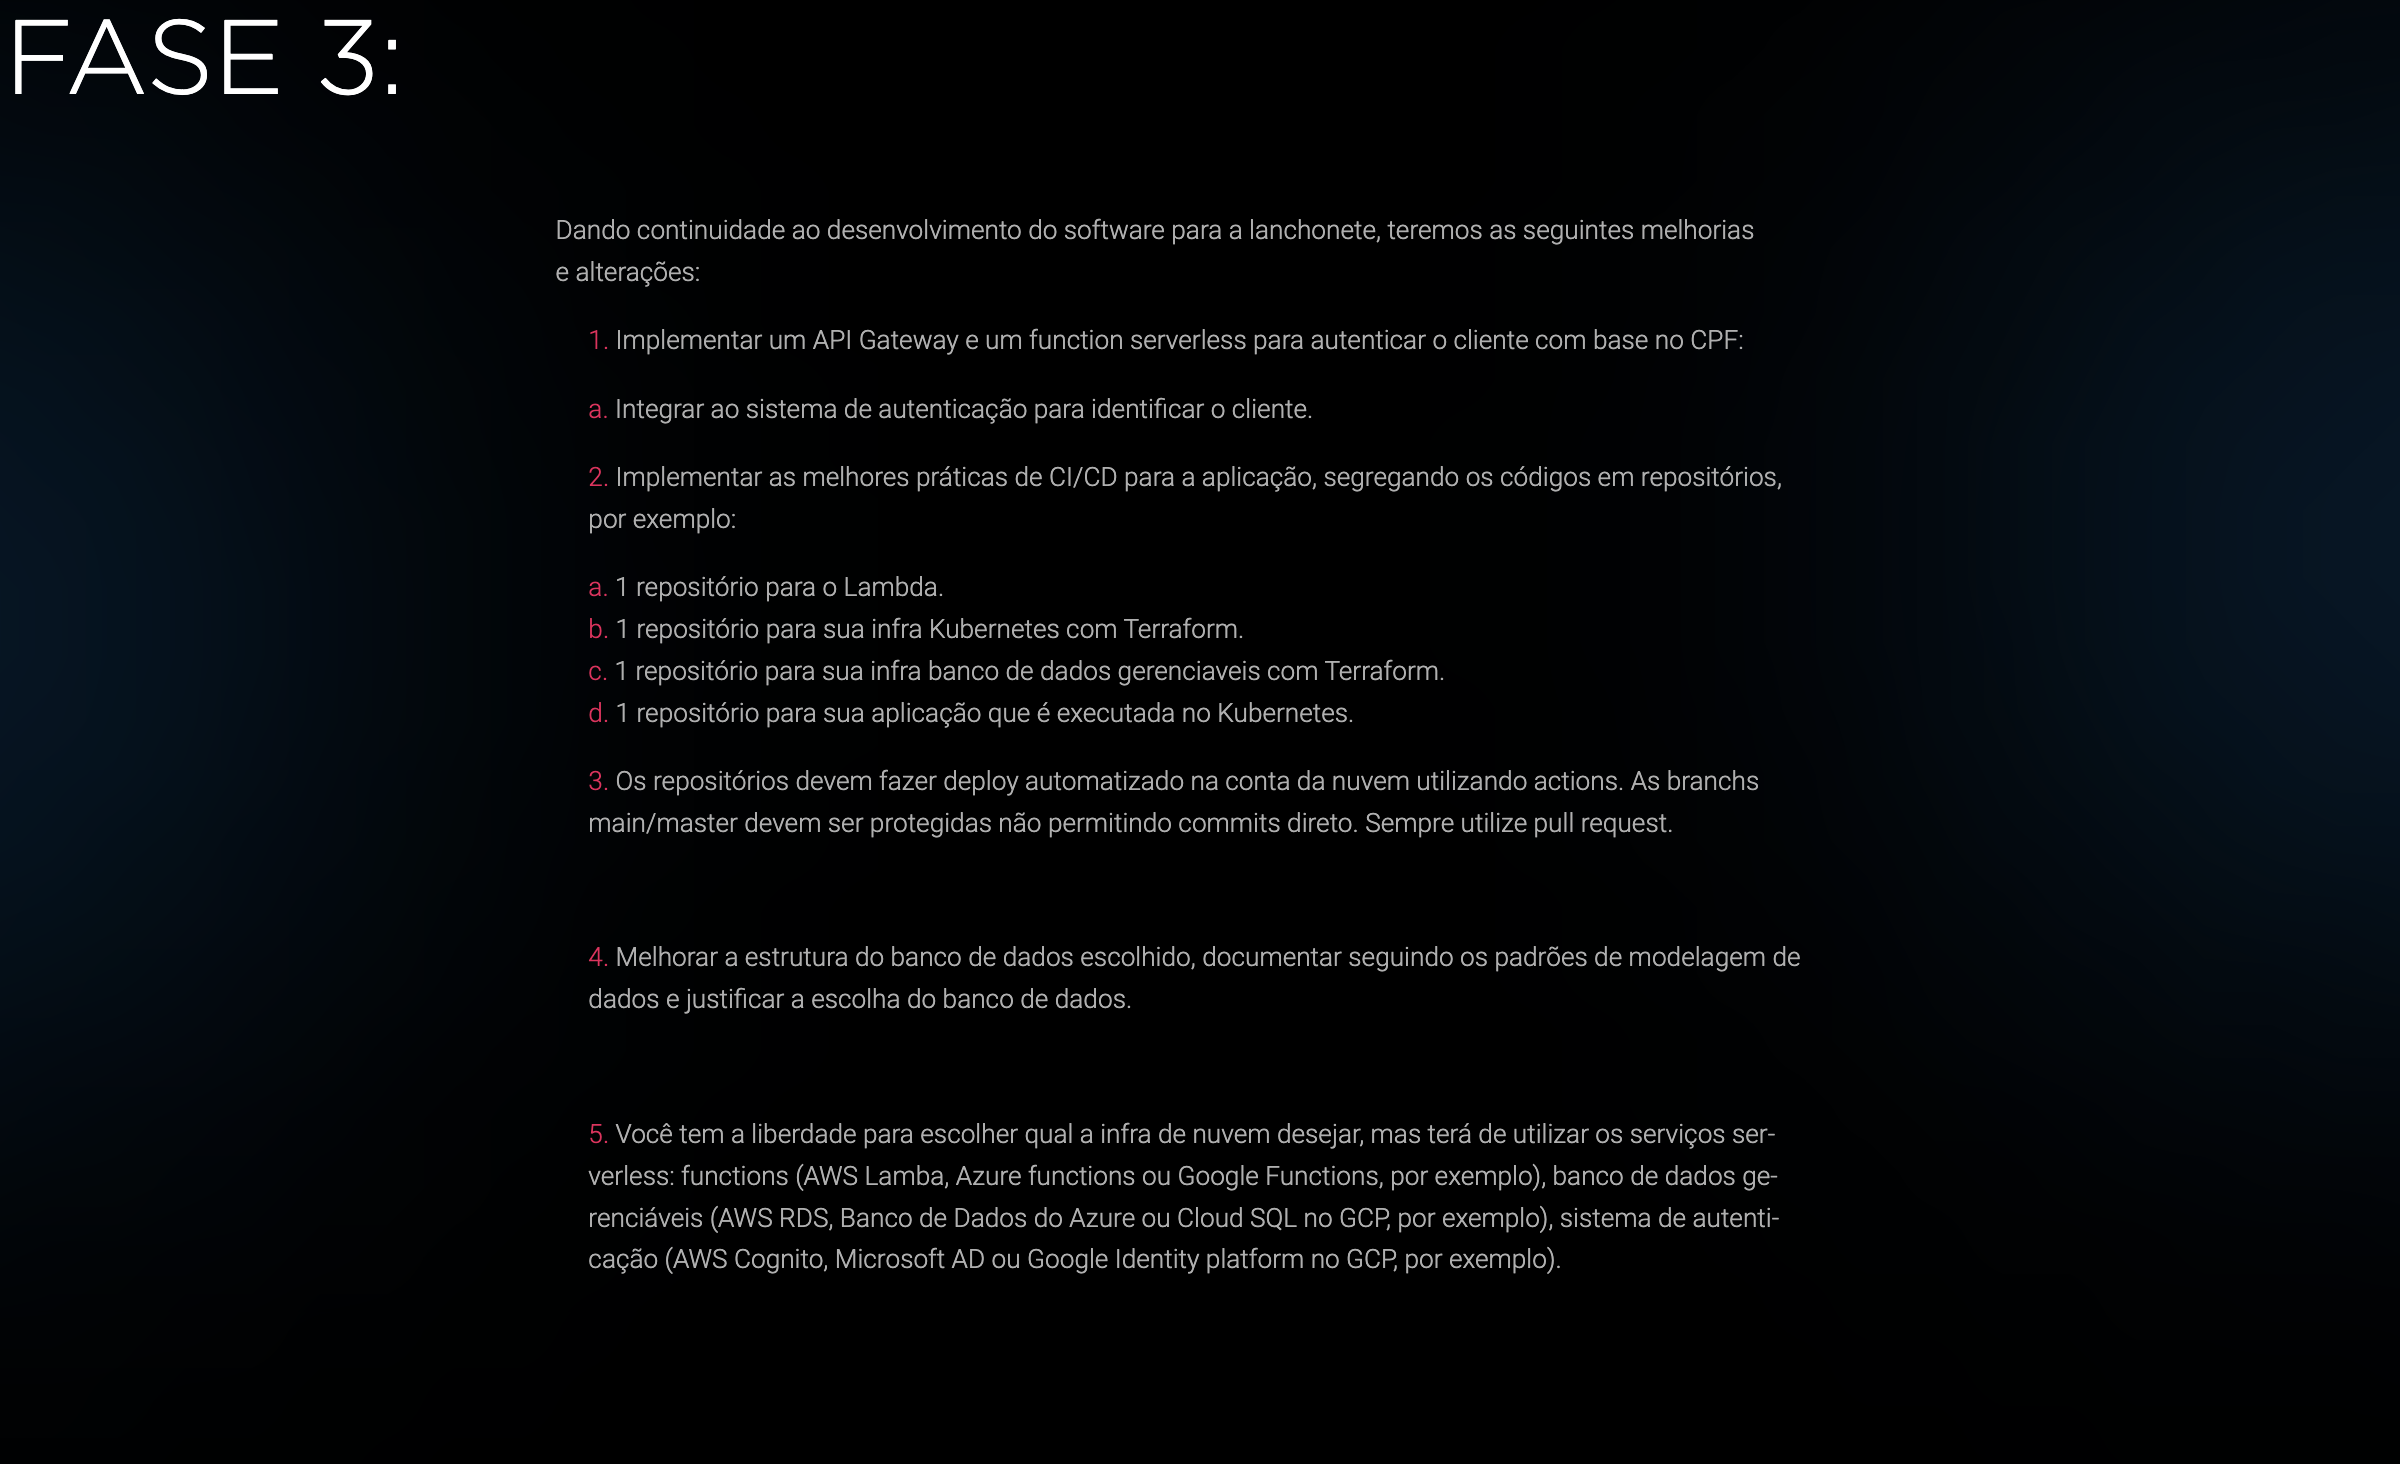 FASE 3:
Dando continuidade ao desenvolvimento do software para a lanchonete, teremos as seguintes melhorias
e alterações:
1. Implementar um API Gateway e um function serverless para autenticar o cliente com base no CPF:
a. Integrar ao sistema de autenticação para identificar o cliente.
2. Implementar as melhores práticas de CI/CD para a aplicação, segregando os códigos em repositórios,
por exemplo:
a. 1 repositório para o Lambda.
b. 1 repositório para sua infra Kubernetes com Terraform.
c. 1 repositório para sua infra banco de dados gerenciaveis com Terraform.
d. 1 repositório para sua aplicação que é executada no Kubernetes.
3. Os repositórios devem fazer deploy automatizado na conta da nuvem utilizando actions. As branchs
main/master devem ser protegidas não permitindo commits direto. Sempre utilize pull request.
4. Melhorar a estrutura do banco de dados escolhido, documentar seguindo os padrões de modelagem de
dados e justificar a escolha do banco de dados.
5. Você tem a liberdade para escolher qual a infra de nuvem desejar, mas terá de utilizar os serviços ser-
verless: functions (AWS Lamba, Azure functions ou Google Functions, por exemplo), banco de dados ge-
renciáveis (AWS RDS, Banco de Dados do Azure ou Cloud SQL no GCP, por exemplo), sistema de autenti-
cação (AWS Cognito, Microsoft AD ou Google Identity platform no GCP, por exemplo).